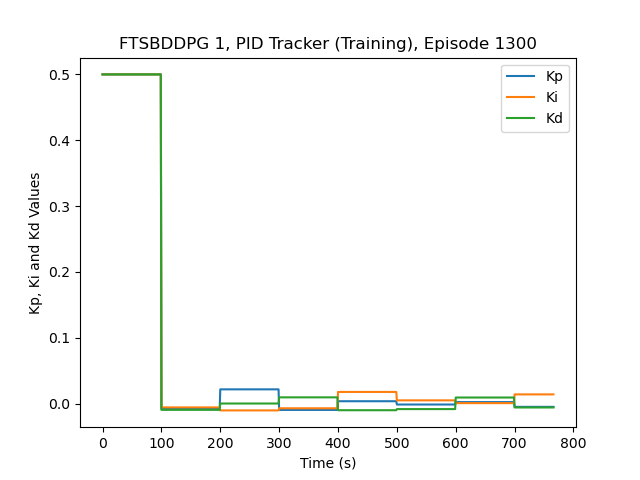 FTSBDDPG 1, PID Tracker (Training), Episode 1300
Kp
Ki
Kd
Kp, Ki and Kd Values
0.5
0.4
0.3
0.2
0.1
0.0
0 100 200 300 400 500 600 700 800
Time (s)